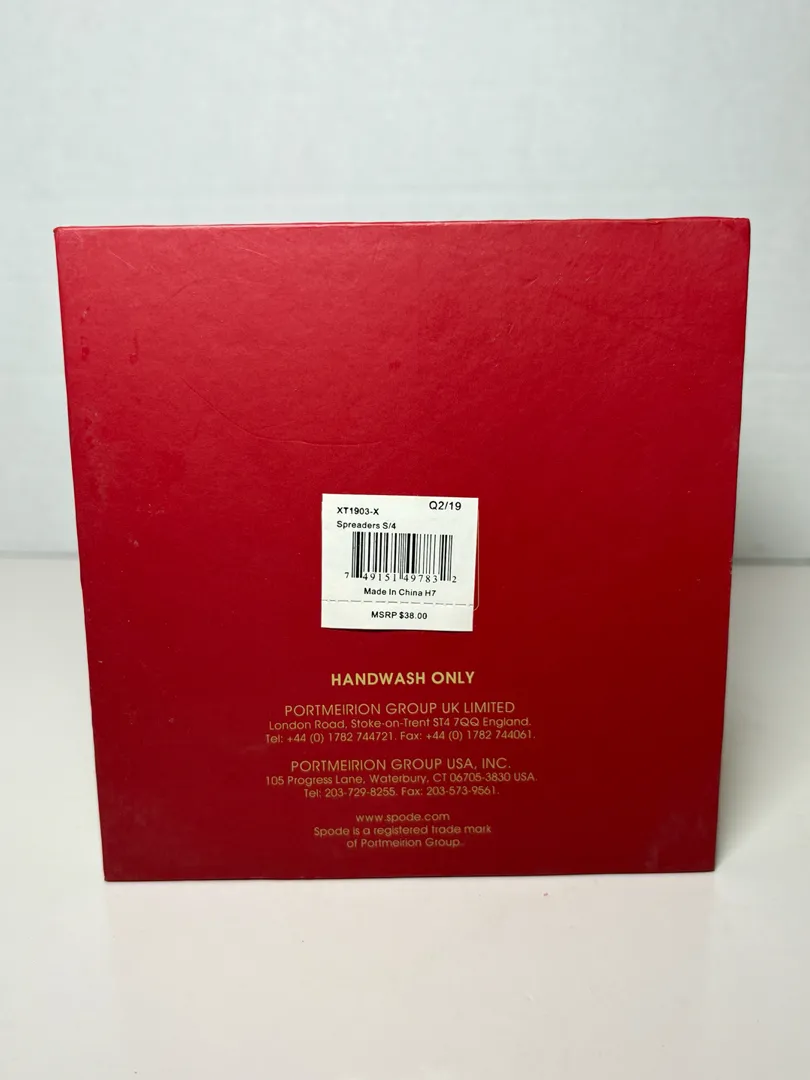 XT1903-X Q2/19
Spreaders S/4
7 49151 49783 2
Made In China H7
MSRP $38.00
HANDWASH ONLY
PORTMEIRION GROUP UK LIMITED
London Road, Stoke-on-Trent ST4 7QQ England.
Tel: +44 (0) 1782 744721. Fax: +44 (0) 1782 744061.
PORTMEIRION GROUP USA, INC.
105 Progress Lane, Waterbury, CT 06705-3830 USA.
Tel: 203-729-8255. Fax: 203-573-9561.
www.spode.com
Spode is a registered trade mark
of Portmeirion Group.